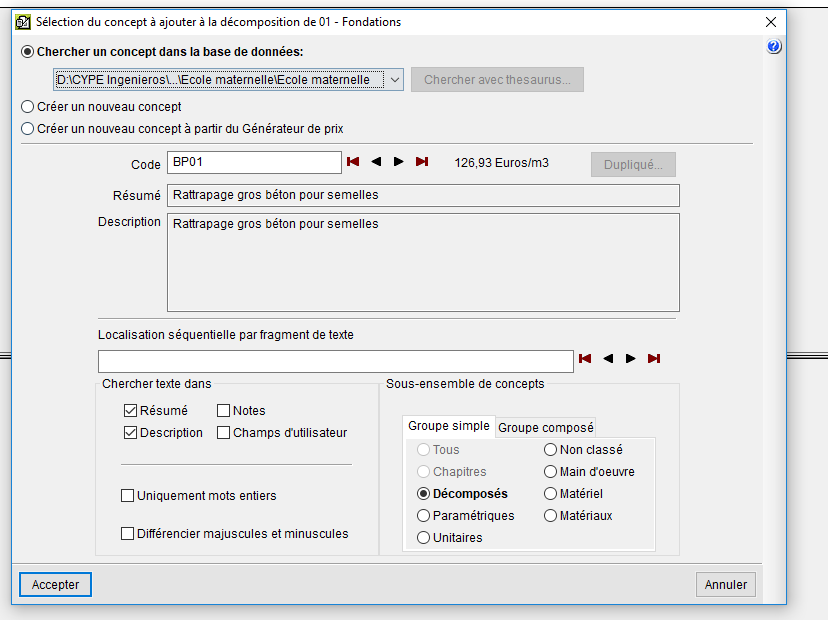 Sélection du concept à ajouter à la décomposition de 01 - Fondations
Chercher un concept dans la base de données:
D:\CYPE Ingenieros\...\Ecole maternelle\Ecole maternelle
Chercher avec thesaurus...
Créer un nouveau concept
Créer un nouveau concept à partir du Générateur de prix
Code
BP01
126,93 Euros/m3
Dupliqué...
Résumé
Rattrapage gros béton pour semelles
Description
Rattrapage gros béton pour semelles
Localisation séquentielle par fragment de texte
Chercher texte dans
Résumé
Notes
Description
Champs d'utilisateur
Uniquement mots entiers
Différencier majuscules et minuscules
Sous-ensemble de concepts
Groupe simple
Groupe composé
Tous
Non classé
Chapitres
Main d'oeuvre
Décomposés
Matériel
Paramétriques
Matériaux
Unitaires
Accepter
Annuler